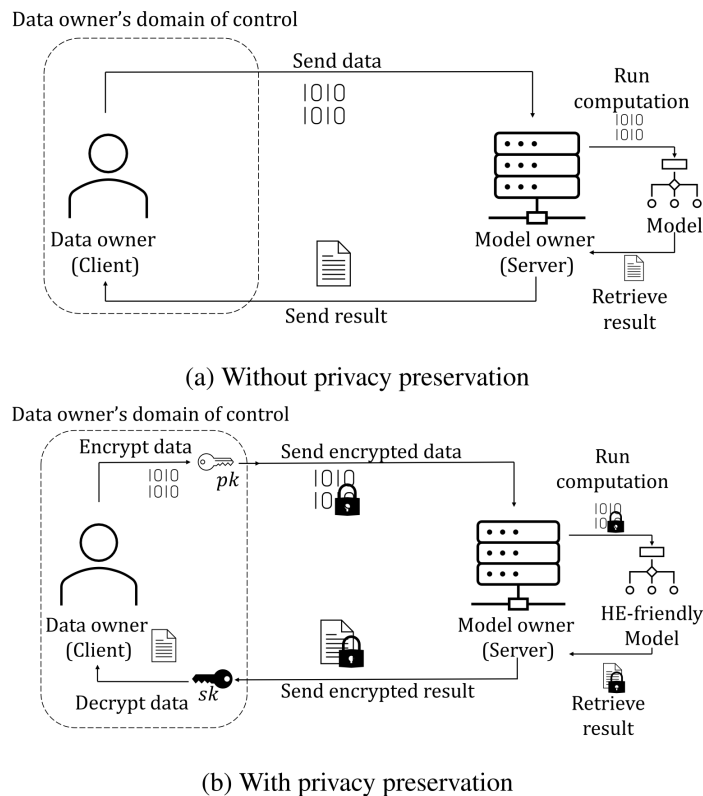 Data owner's domain of control
Send data
1010
1010
Run
computation
1010
1010
Data owner
(Client)
Model owner
(Server)
Model
Retrieve
result
Send result
(a) Without privacy preservation
Data owner's domain of control
Encrypt data
1010
1010
pk
Send encrypted data
1010
1010
Run
computation
1010
Data owner
(Client)
Model owner
(Server)
HE-friendly
Model
Decrypt data
sk
Send encrypted result
Retrieve
result
(b) With privacy preservation